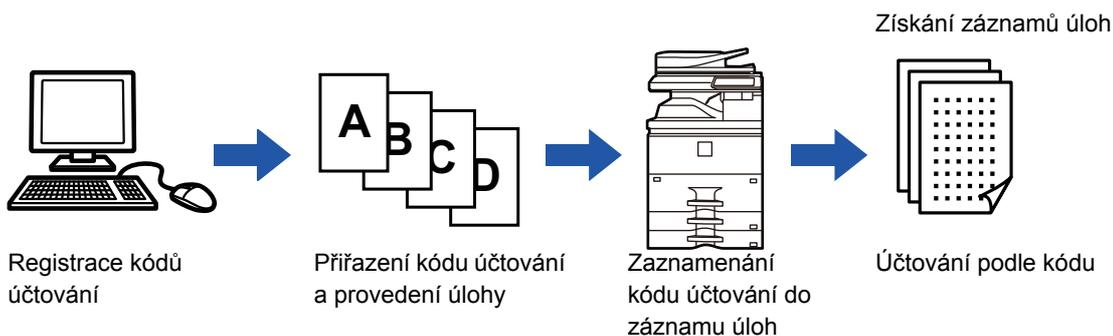 Získání záznamů úloh
A
B
C
D
Registrace kódů
účtování
Přiřazení kódu účtování
a provedení úlohy
Zaznamenání
kódu účtování do
záznamu úloh
Účtování podle kódu